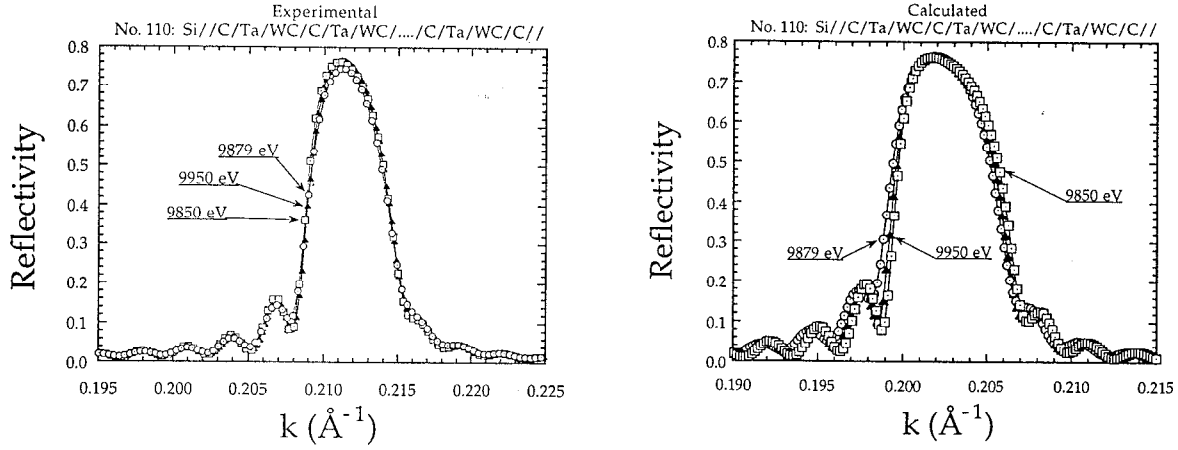 Experimental
No. 110: Si//C/Ta/WC/C/Ta/WC/..../C/Ta/WC/C//
0.8
0.7
0.6
0.5
0.4
0.3
0.2
0.1
0.0
Reflectivity
9879 eV
9950 eV
9850 eV
0.195 0.200 0.205 0.210 0.215 0.220 0.225
k (Å⁻¹)
Calculated
No. 110: Si//C/Ta/WC/C/Ta/WC/..../C/Ta/WC/C//
0.8
0.7
0.6
0.5
0.4
0.3
0.2
0.1
0.0
Reflectivity
9850 eV
9879 eV
9950 eV
0.190 0.195 0.200 0.205 0.210 0.215
k (Å⁻¹)